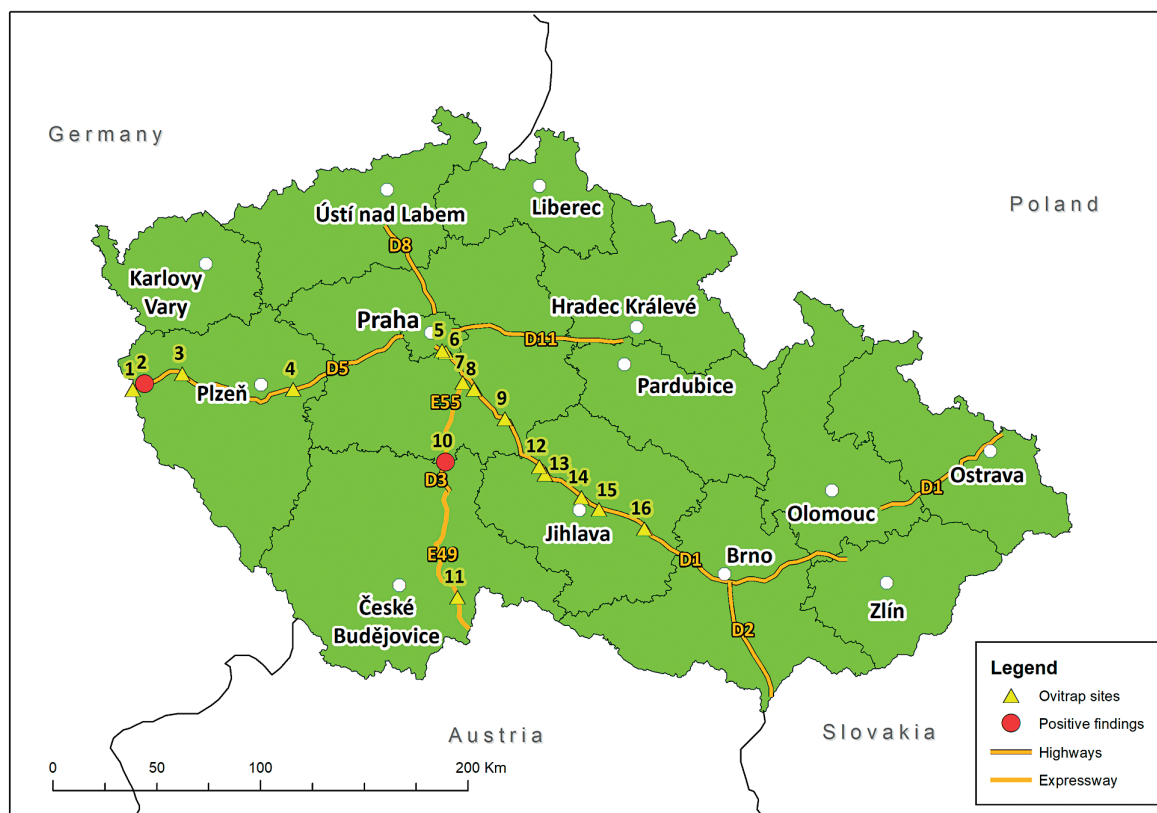 Germany
Poland
Ústí nad Labem
Liberec
D8
Karlovy
Vary
Hradec Králevé
Praha
5
6
D11
1
2
3
4
D5
7
8
Pardubice
Plzeň
E55
9
10
12
13
D3
14
15
16
Jihlava
Ostrava
D1
Olomouc
E49
11
D1
Brno
České
Budějovice
Zlín
D2
Austria
Slovakia
0
50
100
200 Km
Legend
Ovitrap sites
Positive findings
Highways
Expressway